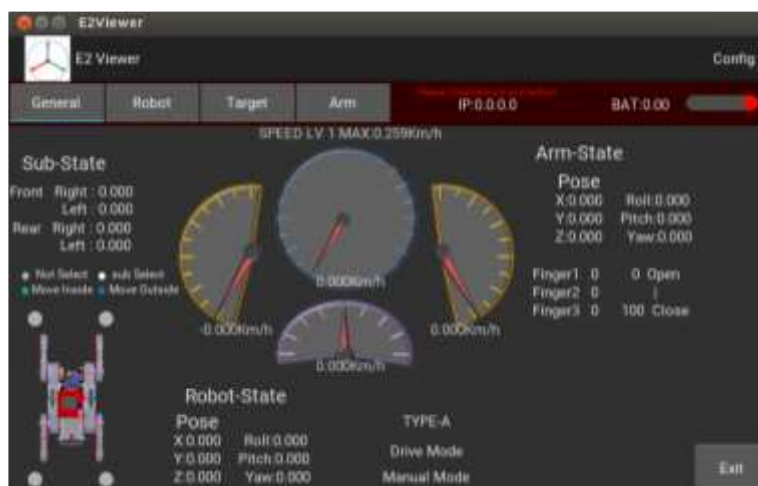 E2Viewer
E2 Viewer
Config
General Robot Target Arm IP:0.0.0.0 BAT:0.00
SPEED LV.1 MAX:0.259Km/h
Sub-State
Front Right : 0.000
Left : 0.000
Rear Right : 0.000
Left : 0.000
Not Select sub Select
Move Inside Move Outside
0.000Km/h
-0.000Km/h
0.000Km/h
0.000Km/h
Arm-State
Pose
X:0.000 Roll:0.000
Y:0.000 Pitch:0.000
Z:0.000 Yaw:0.000
Finger1 0 0 Open
Finger2 0 |
Finger3 0 100 Close
Robot-State
Pose
X:0.000 Roll:0.000
Y:0.000 Pitch:0.000
Z:0.000 Yaw:0.000
TYPE-A
Drive Mode
Manual Mode
Exit